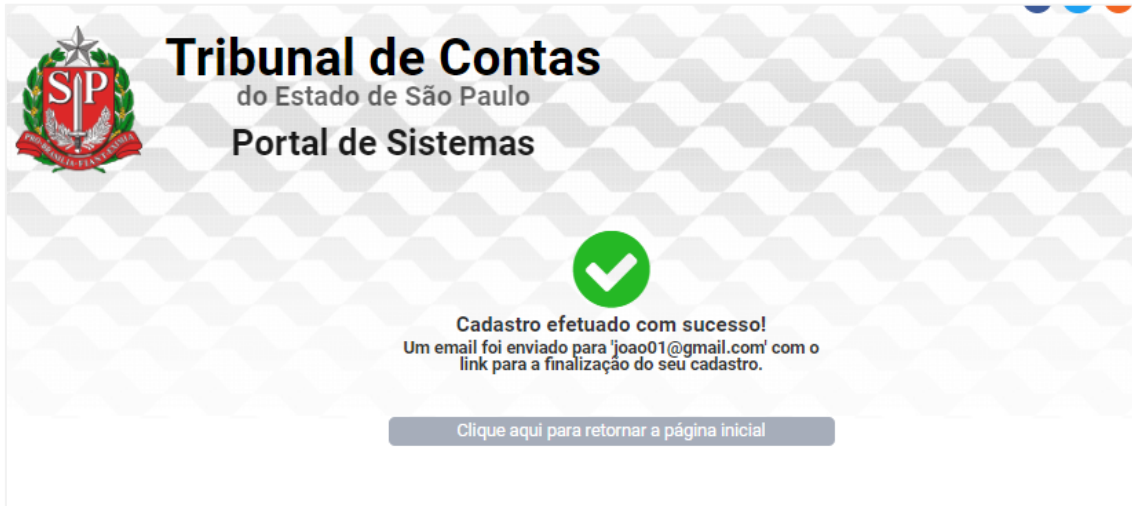 Tribunal de Contas
do Estado de São Paulo
Portal de Sistemas
SP
Cadastro efetuado com sucesso!
Um email foi enviado para 'joao01@gmail.com' com o
link para a finalização do seu cadastro.
Clique aqui para retornar a página inicial